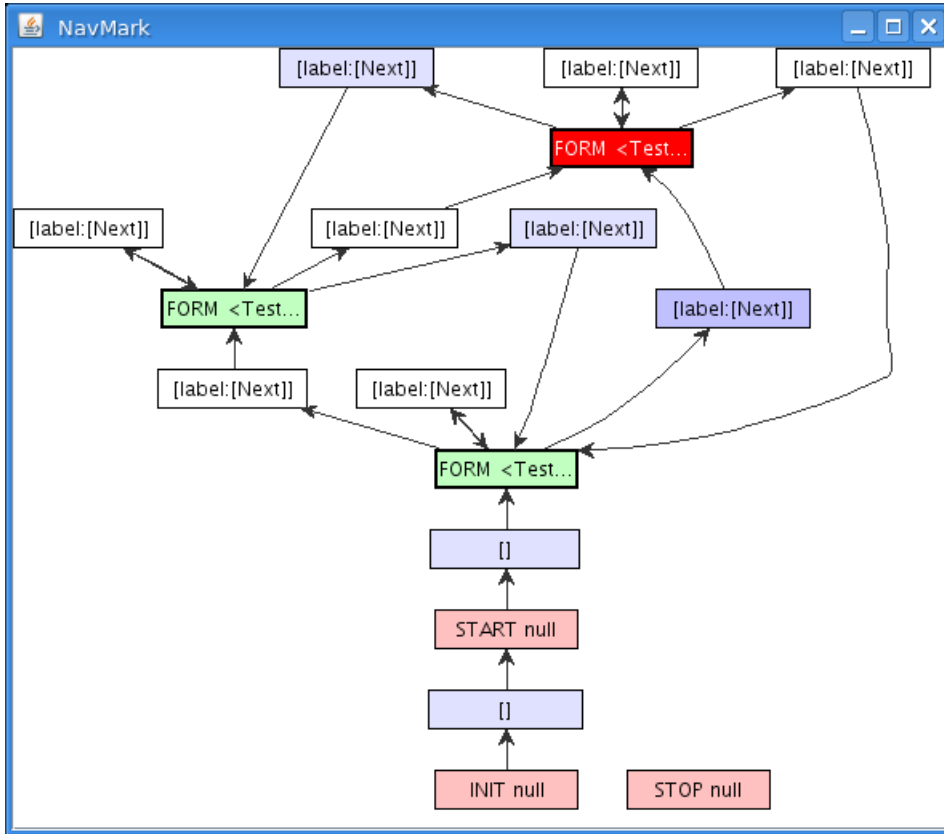 NavMark
[label:[Next]]
[label:[Next]]
[label:[Next]]
FORM <Test...
[label:[Next]]
[label:[Next]]
[label:[Next]]
FORM <Test...
[label:[Next]]
[label:[Next]]
[label:[Next]]
FORM <Test...
[]
START null
[]
INIT null
STOP null